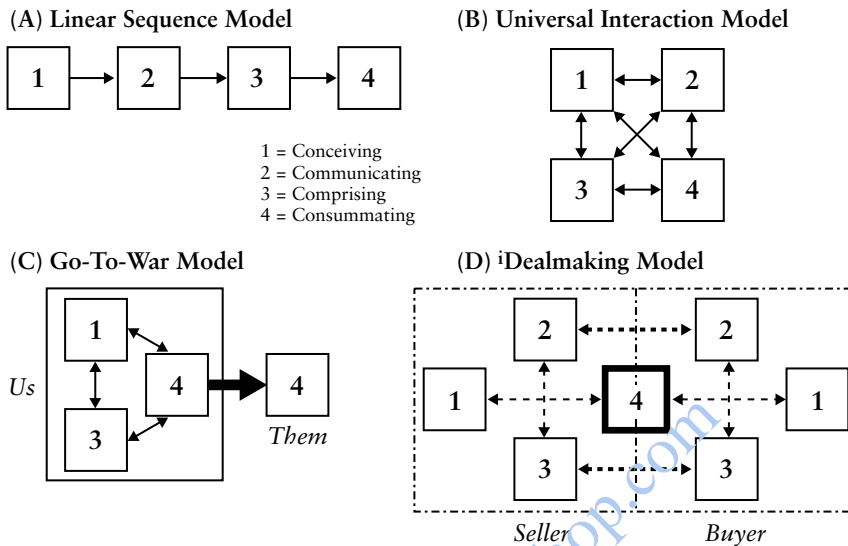 (A) Linear Sequence Model
1 2 3 4
1 = Conceiving
2 = Communicating
3 = Comprising
4 = Consummating
(B) Universal Interaction Model
1 2
3 4
(C) Go-To-War Model
Us
1
4 4
3
Them
(D) iDealmaking Model
2 2
1 4 1
3 3
Seller Buyer
op.com